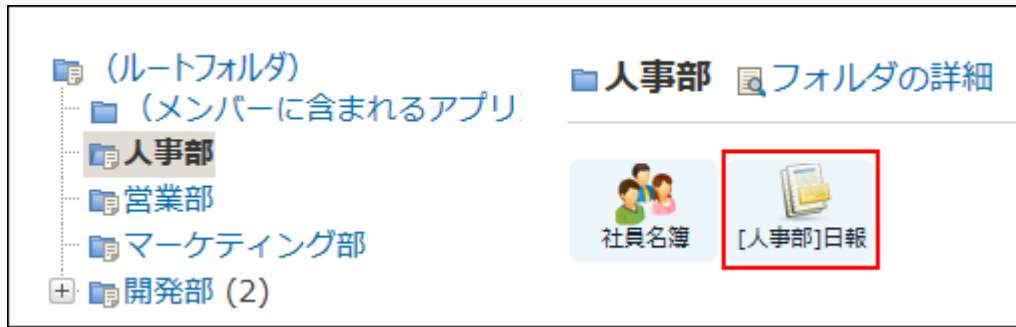 （ルートフォルダ）
（メンバーに含まれるアプリ
人事部
営業部
マーケティング部
開発部 (2)
人事部 フォルダの詳細
社員名簿
[人事部]日報